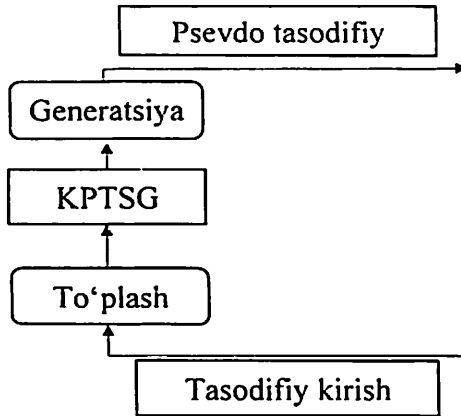 Psevdo tasodifiy
Generatsiya
KPTSG
To‘plash
Tasodifiy kirish